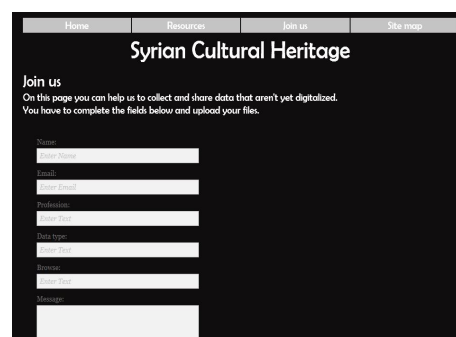 Home Resources Join us Site map
Syrian Cultural Heritage
Join us
On this page you can help us to collect and share data that aren't yet digitalized.
You have to complete the fields below and upload your files.
Name:
Enter Name
Email:
Enter Email
Profession:
Enter Text
Data type:
Enter Text
Browse:
Enter Text
Message: